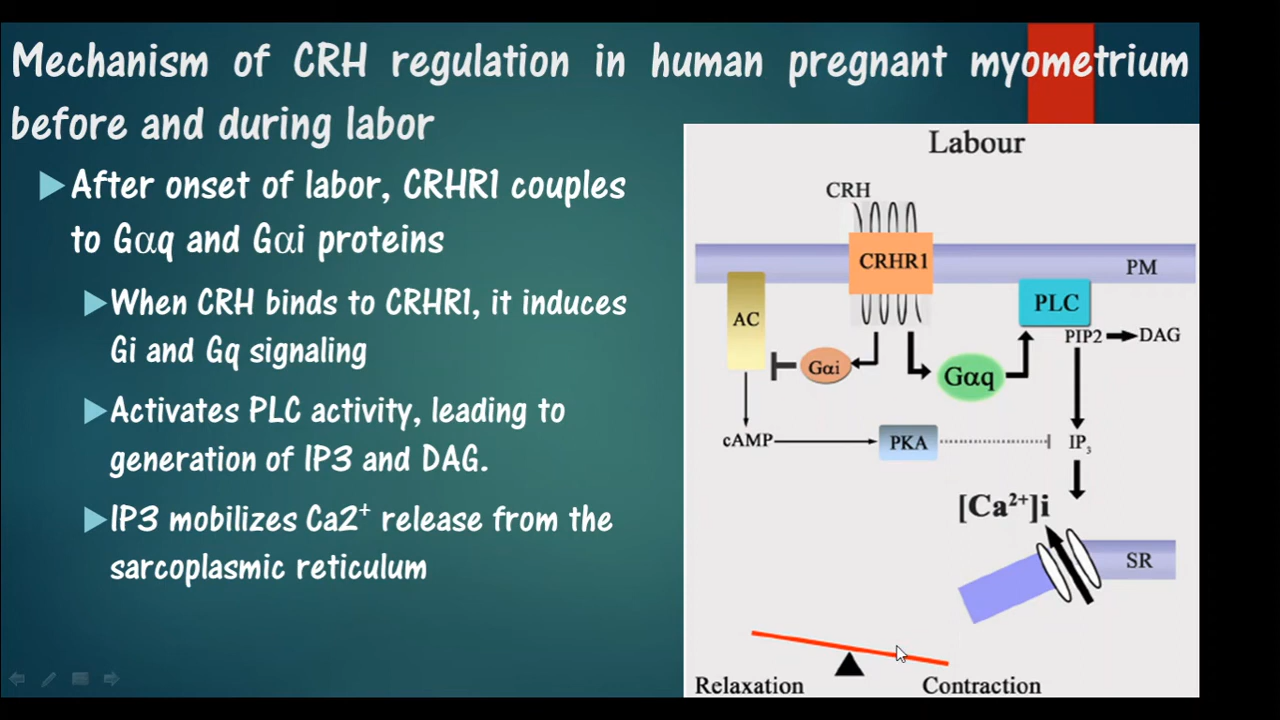 Mechanism of CRH regulation in human pregnant myometrium
before and during labor
After onset of labor, CRHR1 couples
to Gαq and Gαi proteins
When CRH binds to CRHR1, it induces
Gi and Gq signaling
Activates PLC activity, leading to
generation of IP3 and DAG.
IP3 mobilizes Ca2⁺ release from the
sarcoplasmic reticulum
Labour
CRH
CRHR1
PM
AC
PLC
PIP2
DAG
Gαi
Gαq
cAMP
PKA
IP₃
[Ca²⁺]i
SR
Relaxation
Contraction